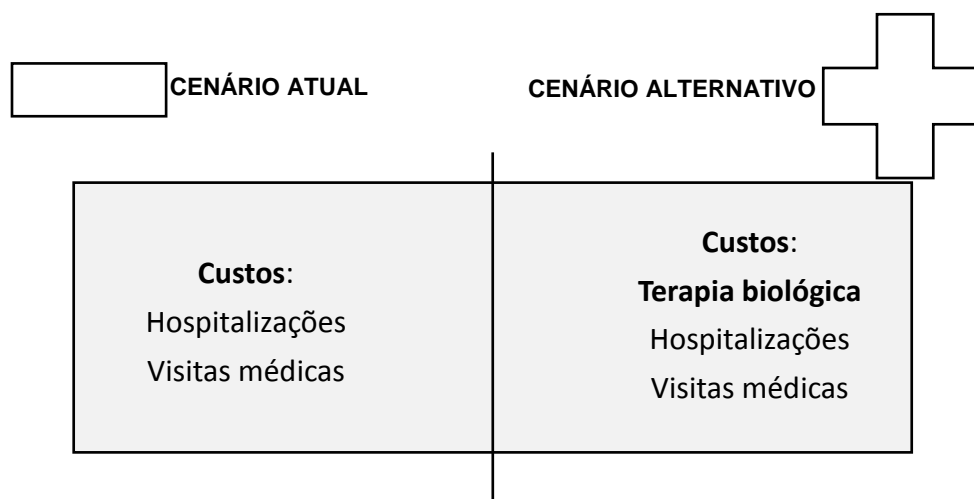 CENÁRIO ATUAL
CENÁRIO ALTERNATIVO
Custos:
Hospitalizações
Visitas médicas
Custos:
Terapia biológica
Hospitalizações
Visitas médicas